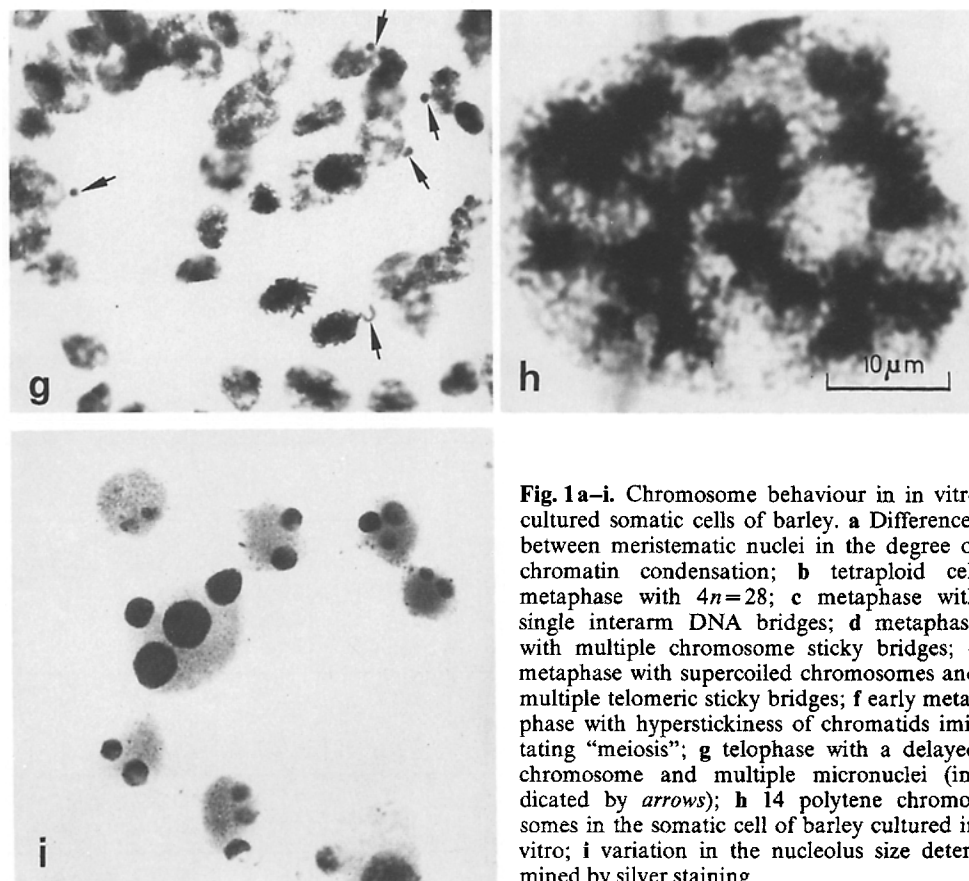 g
h
10μm
i
Fig. 1a–i. Chromosome behaviour in in vitr
cultured somatic cells of barley. a Difference
between meristematic nuclei in the degree o
chromatin condensation; b tetraploid cel
metaphase with 4n=28; c metaphase wit
single interarm DNA bridges; d metaphas
with multiple chromosome sticky bridges;
metaphase with supercoiled chromosomes an
multiple telomeric sticky bridges; f early meta
phase with hyperstickiness of chromatids imi
tating "meiosis"; g telophase with a delaye
chromosome and multiple micronuclei (in
dicated by arrows); h 14 polytene chromo
somes in the somatic cell of barley cultured i
vitro; i variation in the nucleolus size deter
mined by silver staining